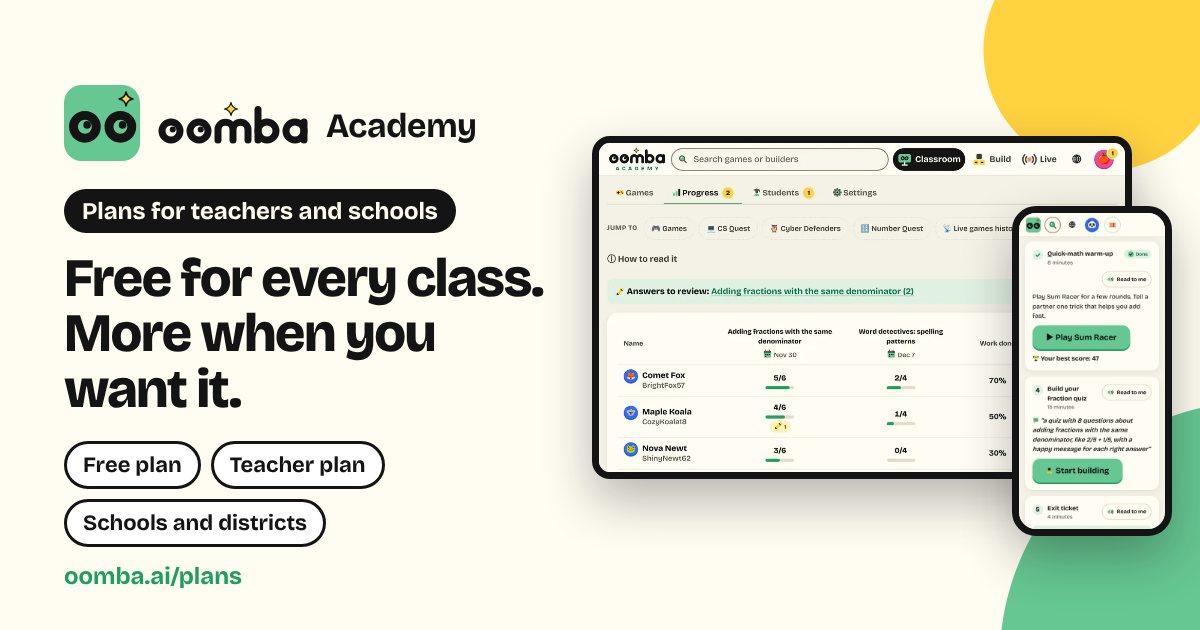 oomba Academy
Plans for teachers and schools
Free for every class.
More when you
want it.
Free plan
Teacher plan
Schools and districts
oomba.ai/plans
oomba
ACADEMY
Search games or builders
Classroom
Build
Live
1
Games
Progress 2
Students 1
Settings
JUMP TO
Games
CS Quest
Cyber Defenders
Number Quest
Live games histo
How to read it
Answers to review: Adding fractions with the same denominator (2)
Name
Adding fractions with the same
denominator
Nov 30
Word detectives: spelling
patterns
Dec 7
Work don
Comet Fox
BrightFox57
5/6
2/4
70%
Maple Koala
CozyKoala18
4/6
1
1/4
50%
Nova Newt
ShinyNewt62
3/6
0/4
30%
Quick-math warm-up
Done
6 minutes
Read to me
Play Sum Racer for a few rounds. Tell a
partner one trick that helps you add
fast.
Play Sum Racer
Your best score: 47
4
Build your
fraction quiz
15 minutes
Read to me
"a quiz with 8 questions about
adding fractions with the same
denominator, like 2/8 + 1/8, with a
happy message for each right answer"
Start building
5
Exit ticket
4 minutes
Read to me